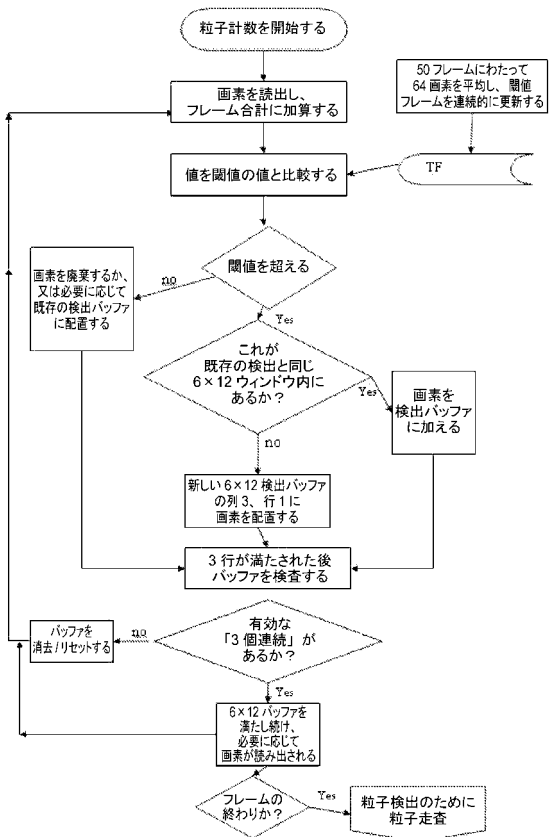 粒子計数を開始する
画素を読出し、
フレーム合計に加算する
50 フレームにわたって
64 画素を平均し、閾値
フレームを連続的に更新する
値を閾値の値と比較する
TF
閾値を超える
no
Yes
画素を廃棄するか、
又は必要に応じて
既存の検出バッファ
に配置する
これが
既存の検出と同じ
6×12 ウィンドウ内に
あるか?
Yes
no
画素を
検出バッファ
に加える
新しい 6×12 検出バッファ
の列 3、行 1 に
画素を配置する
3 行が満たされた後
バッファを検査する
有効な
「3 個連続」が
あるか?
no
Yes
バッファを
消去/リセットする
6×12 バッファを
満たし続け、
必要に応じて
画素が読み出される
フレームの
終わりか?
Yes
粒子検出のために
粒子走査